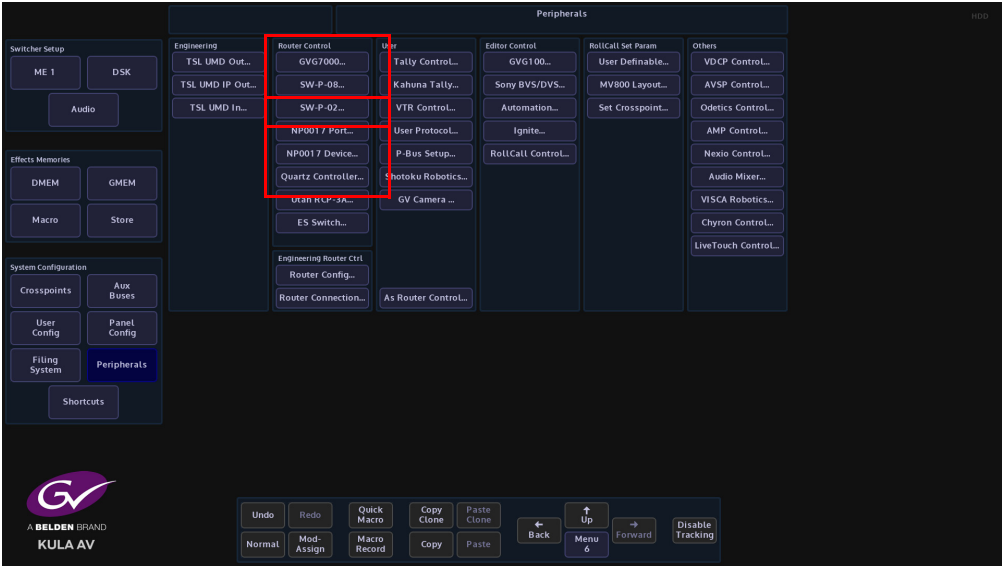 Peripherals
HDD
Switcher Setup
ME 1
DSK
Audio
Effects Memories
DMEM
GMEM
Macro
Store
System Configuration
Crosspoints
Aux
Buses
User
Config
Panel
Config
Filing
System
Peripherals
Shortcuts
Engineering
TSL UMD Out...
TSL UMD IP Out...
TSL UMD In...
Router Control
GVG7000...
SW-P-08...
SW-P-02...
NP0017 Port...
NP0017 Device...
Quartz Controller...
Utah RCP-3A...
ES Switch...
Engineering Router Ctrl
Router Config...
Router Connection...
User
Tally Control...
Kahuna Tally...
VTR Control...
User Protocol...
P-Bus Setup...
Shotoku Robotics...
GV Camera ...
As Router Control...
Editor Control
GVG100...
Sony BVS/DVS...
Automation...
Ignite...
RollCall Control...
RollCall Set Param
User Definable...
MV800 Layout...
Set Crosspoint...
Others
VDCP Control...
AVSP Control...
Odetics Control...
AMP Control...
Nexio Control...
Audio Mixer...
VISCA Robotics...
Chyron Control...
LiveTouch Control...
GV
A BELDEN BRAND
KULA AV
Undo
Redo
Quick
Macro
Copy
Clone
Paste
Clone
Normal
Mod-
Assign
Macro
Record
Copy
Paste
←
Back
↑
Up
Menu
6
→
Forward
Disable
Tracking